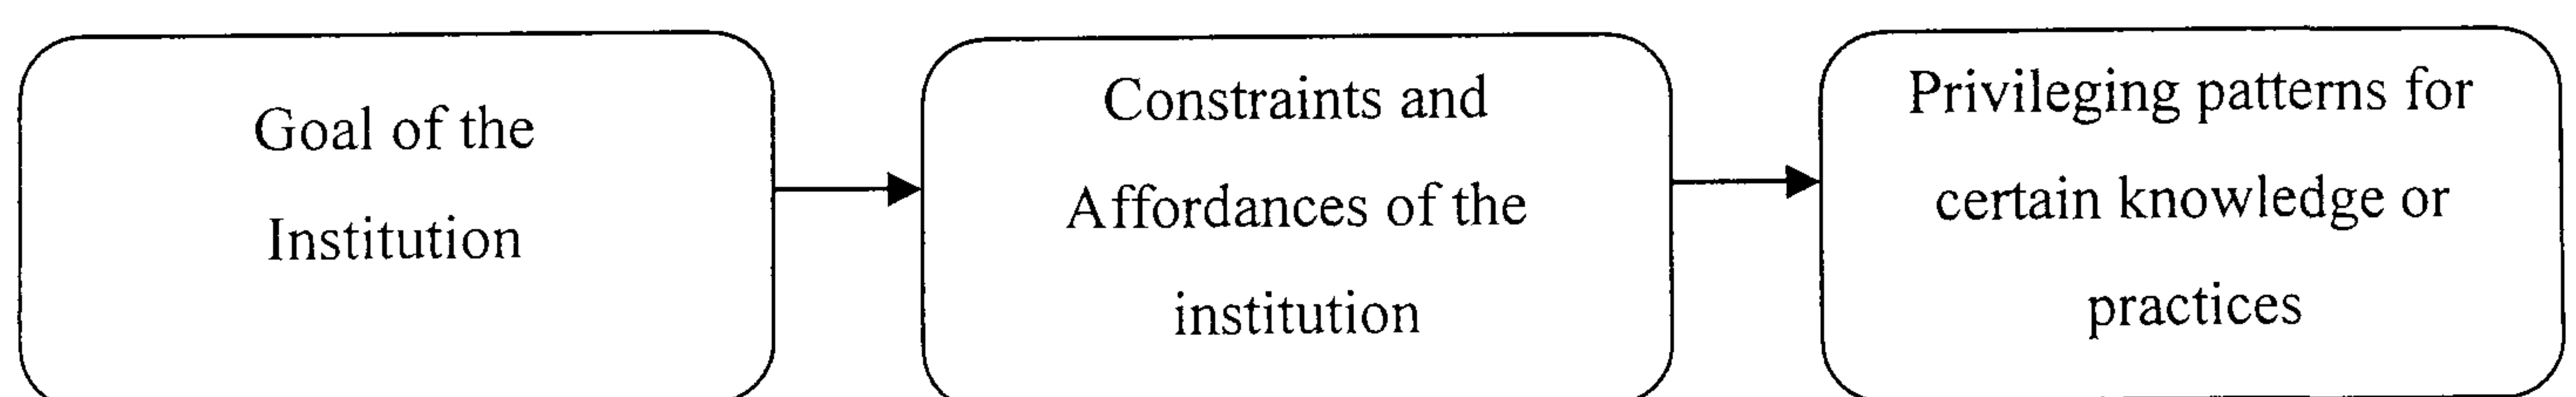 Goal of the
Institution
Constraints and
Affordances of the
institution
Privileging patterns for
certain knowledge or
practices